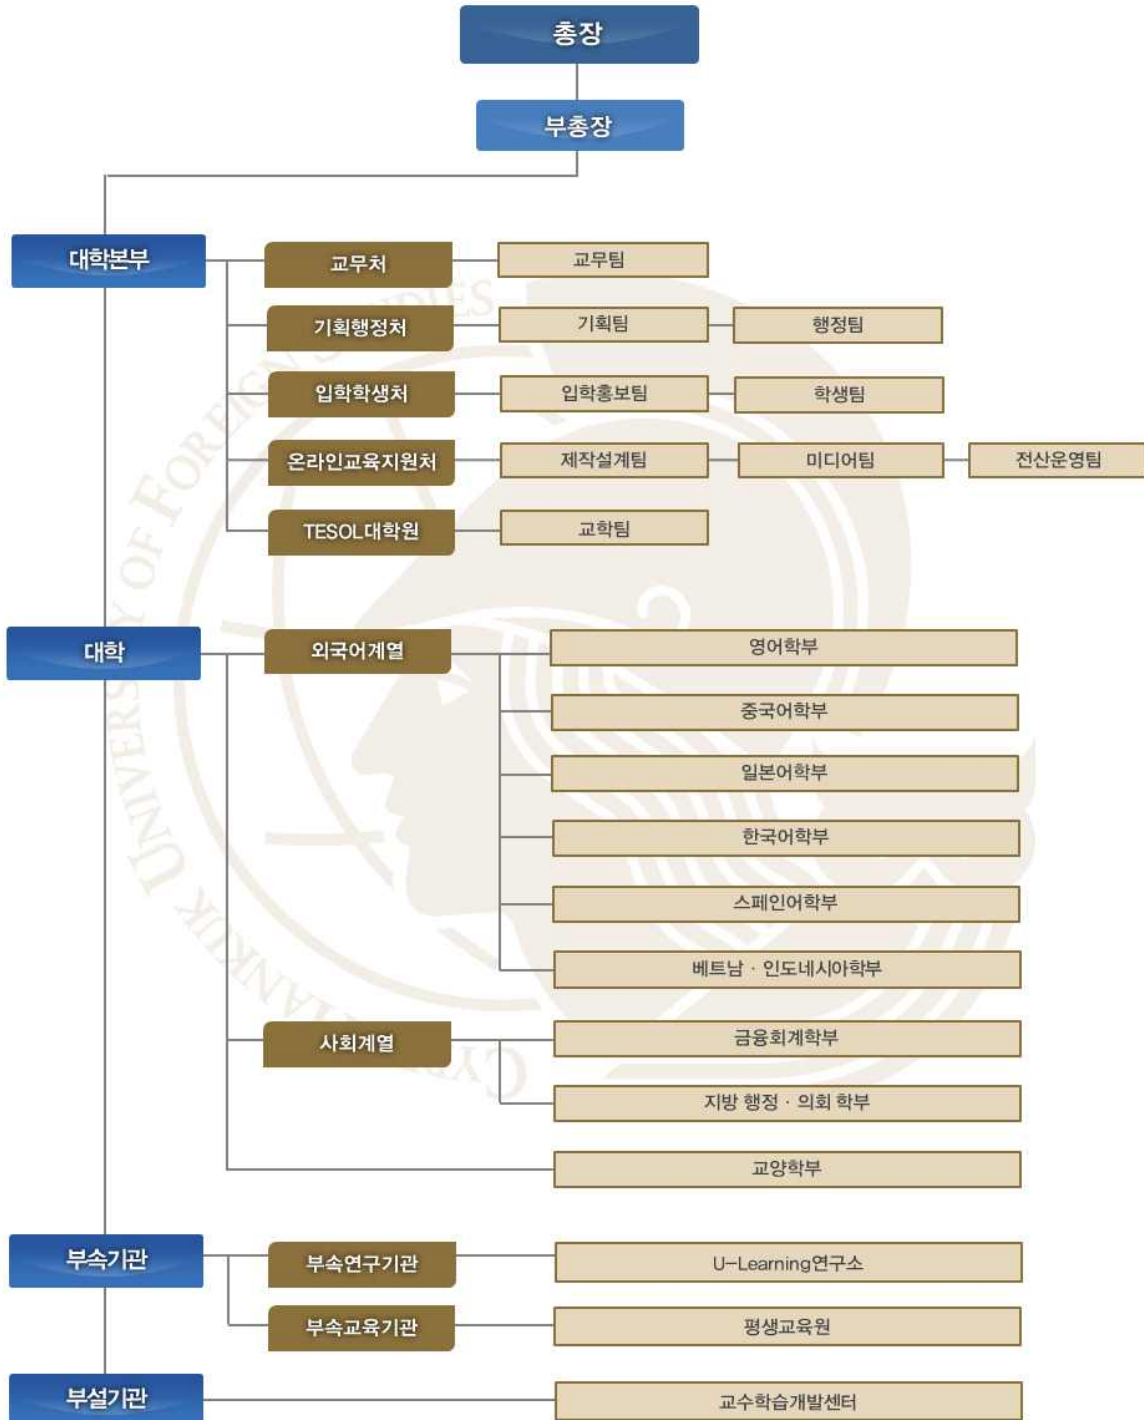 총장
부총장
대학본부
교무처
교무팀
기획행정처
기획팀
행정팀
입학학생처
입학홍보팀
학생팀
온라인교육지원처
제작설계팀
미디어팀
전산운영팀
TESOL대학원
교학팀
대학
외국어계열
영어학부
중국어학부
일본어학부
한국어학부
스페인어학부
베트남 · 인도네시아학부
사회계열
금융회계학부
지방 행정 · 의회 학부
교양학부
부속기관
부속연구기관
U-Learning연구소
부속교육기관
평생교육원
부설기관
교수학습개발센터
CYBER HANKUK UNIVERSITY OF FOREIGN STUDIES